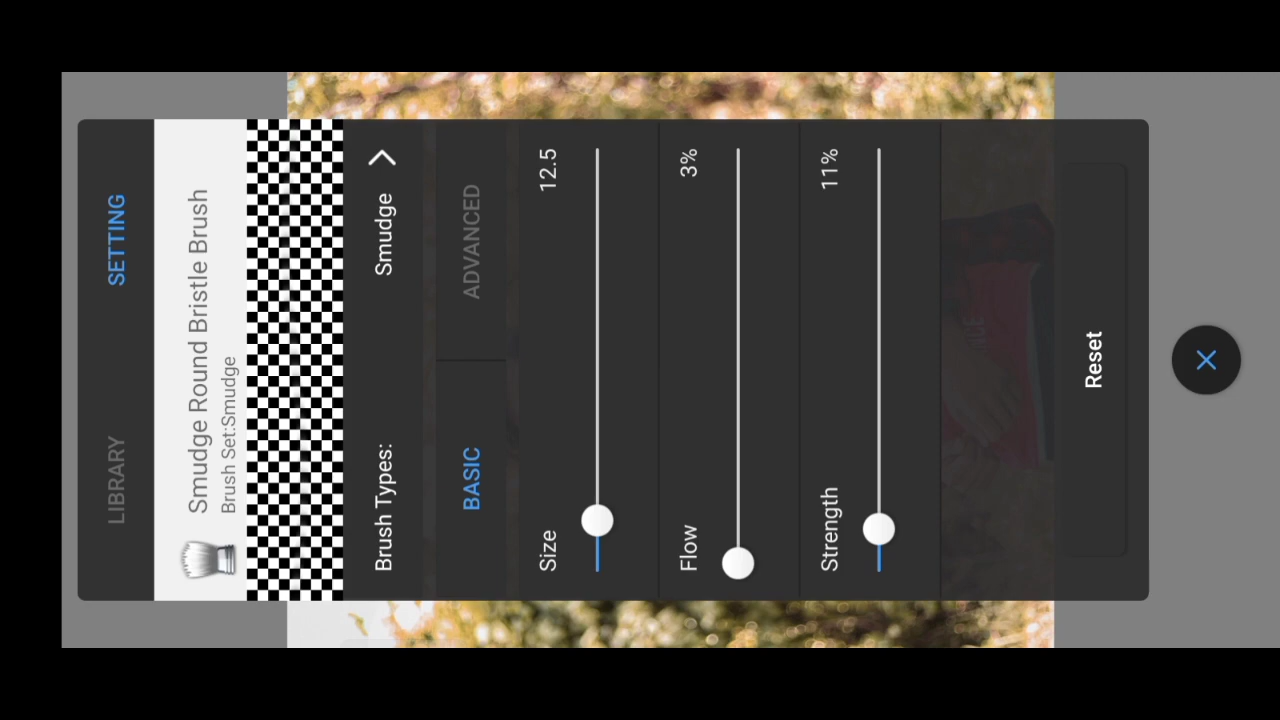 LIBRARY SETTING
Smudge Round Bristle Brush
Brush Set:Smudge
Brush Types: Smudge
BASIC ADVANCED
Size 12.5
Flow 3%
Strength 11%
Reset